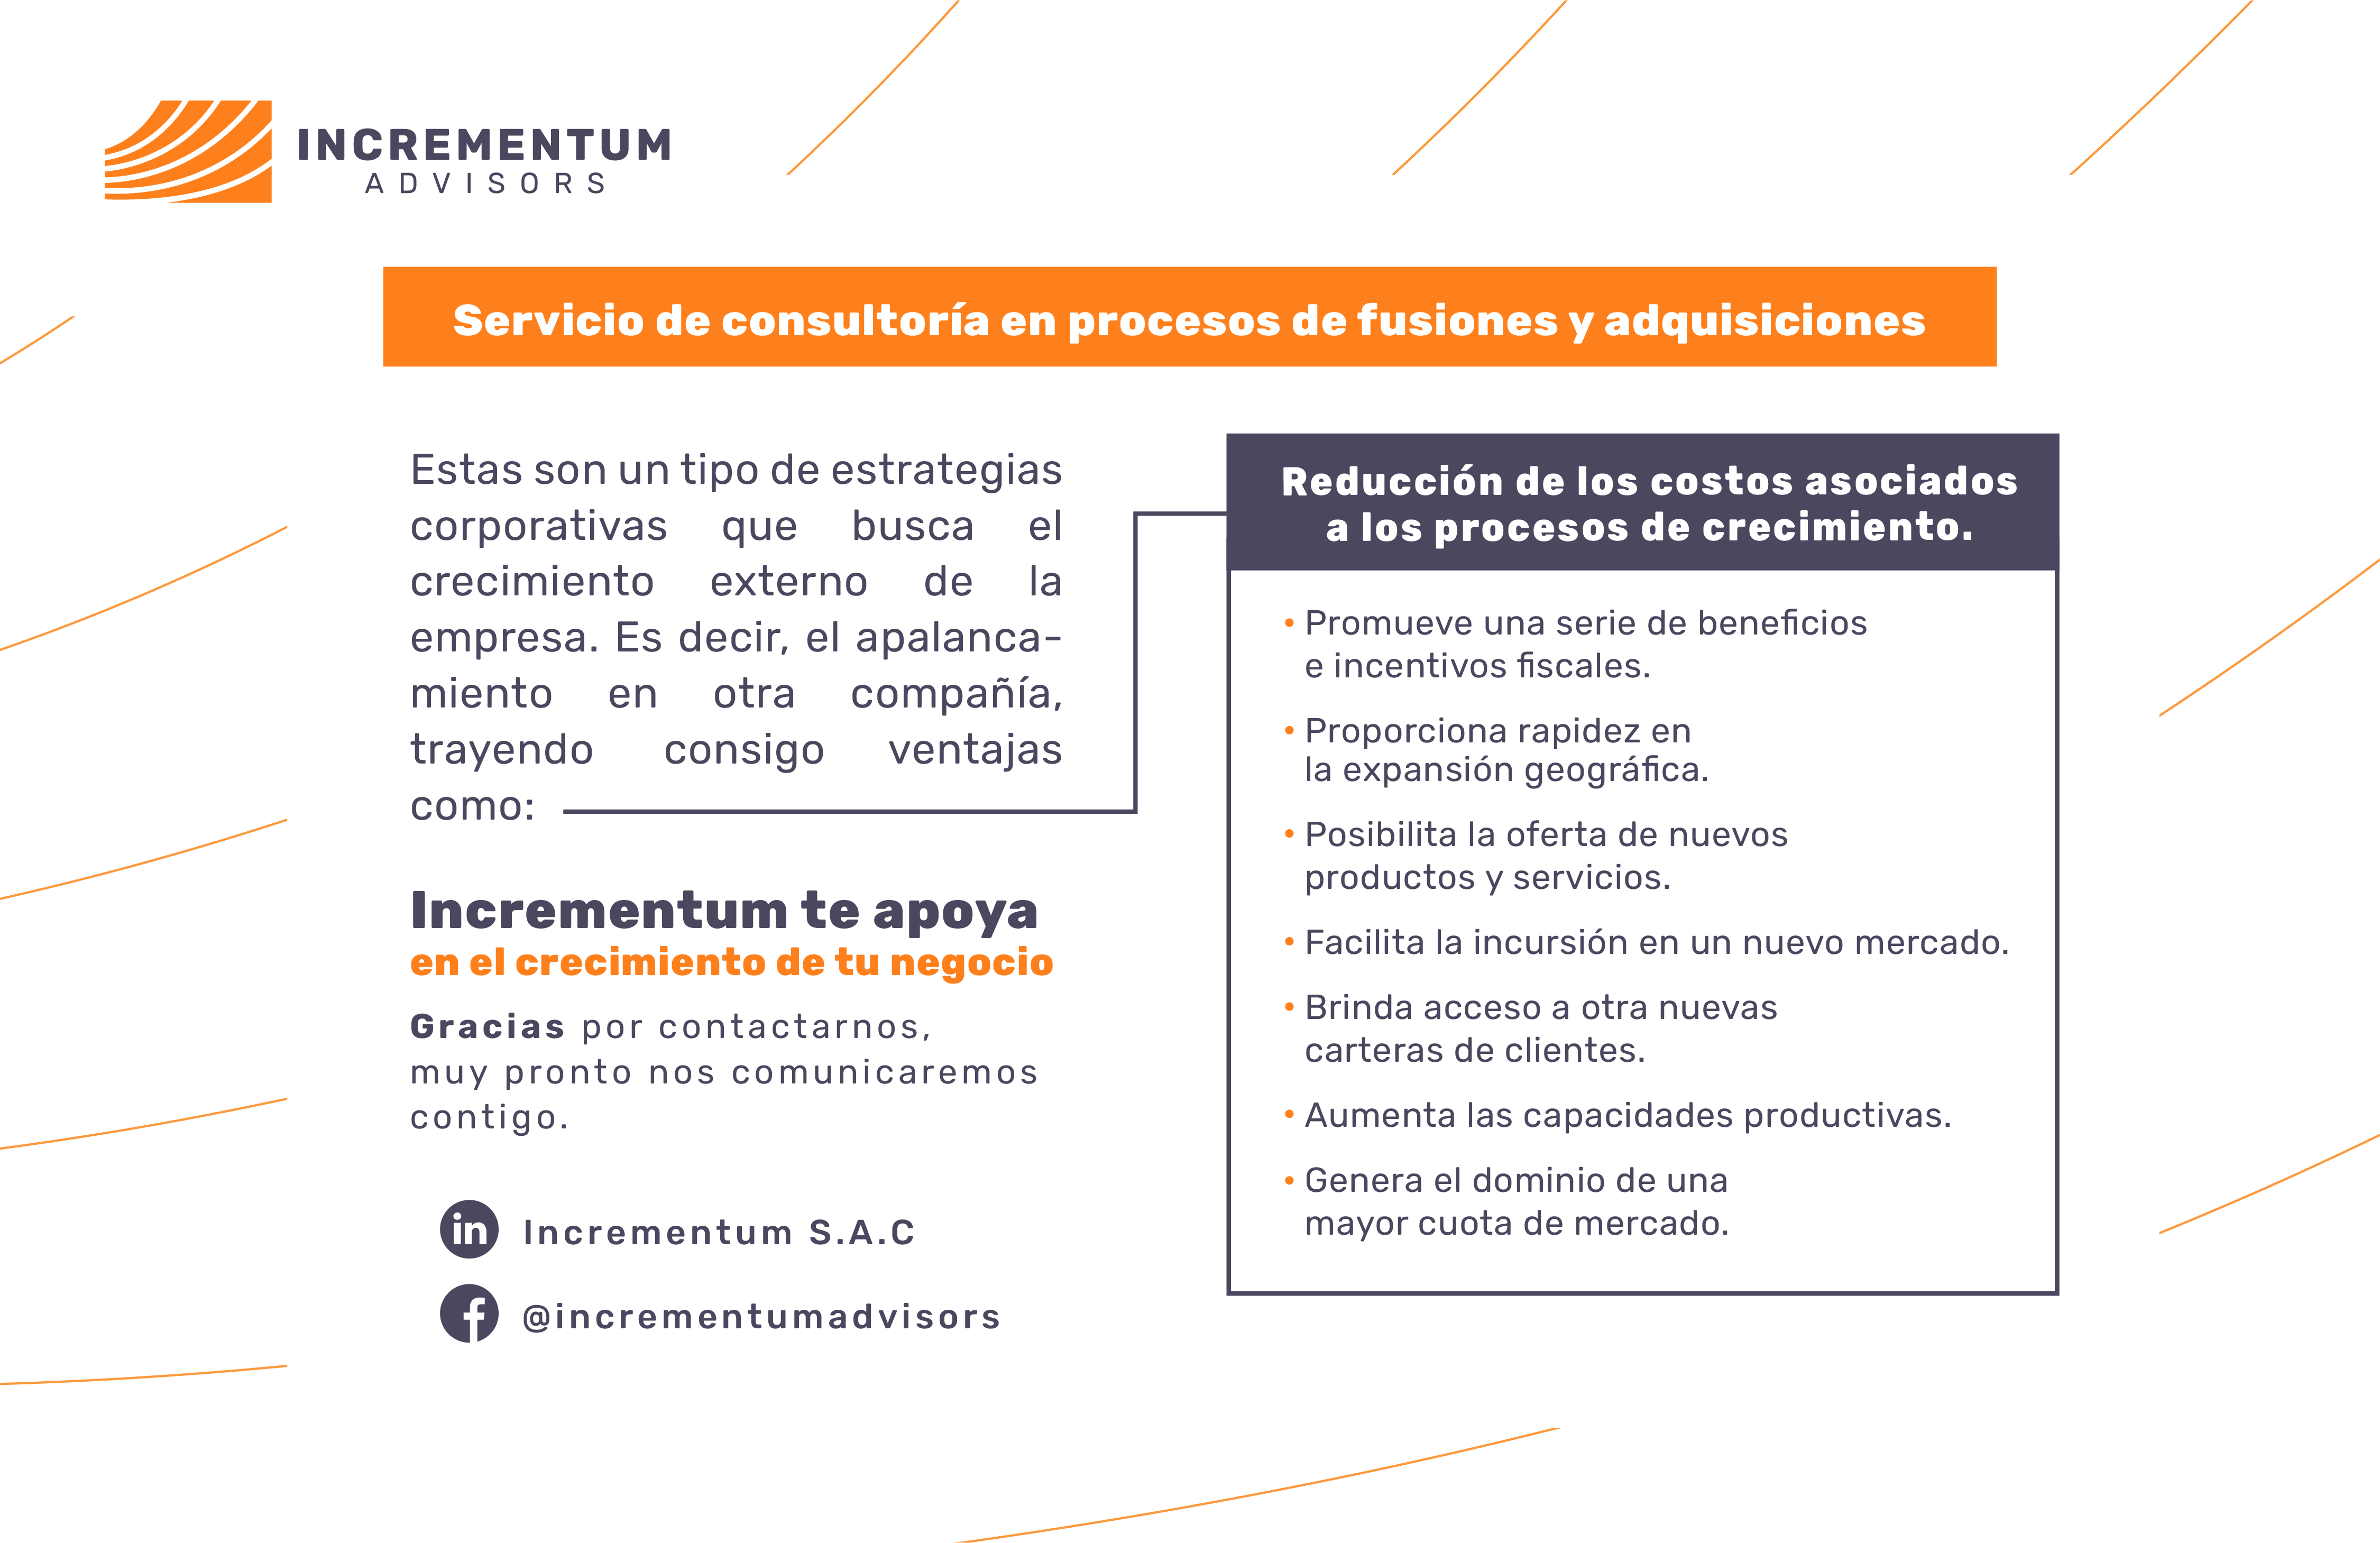 INCREMENTUM
ADVISORS
Servicio de consultoría en procesos de fusiones y adquisiciones
Estas son un tipo de estrategias
corporativas que busca el
crecimiento externo de la
empresa. Es decir, el apalanca-
miento en otra compañía,
trayendo consigo ventajas
como:
Incrementum te apoya
en el crecimiento de tu negocio
Gracias por contactarnos,
muy pronto nos comunicaremos
contigo.
in Incrementum S.A.C
f @incrementumadvisors
Reducción de los costos asociados
a los procesos de crecimiento.
• Promueve una serie de beneficios
e incentivos fiscales.
• Proporciona rapidez en
la expansión geográfica.
• Posibilita la oferta de nuevos
productos y servicios.
• Facilita la incursión en un nuevo mercado.
• Brinda acceso a otra nuevas
carteras de clientes.
• Aumenta las capacidades productivas.
• Genera el dominio de una
mayor cuota de mercado.